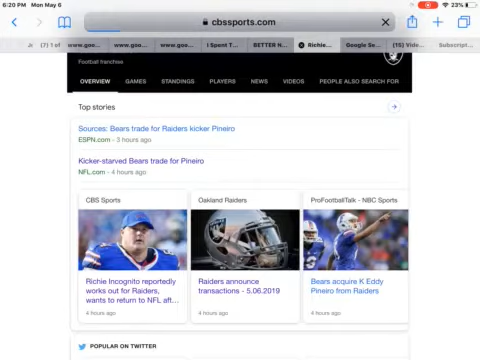 6:20 PM Mon May 6
23%
cbssports.com
(7) 1 of
www.goo...
www.goo...
www.goo...
I Spent T...
BETTER N...
Richie...
Google Se...
(15) Vide...
Subscript...
Football franchise
OVERVIEW GAMES STANDINGS PLAYERS NEWS VIDEOS PEOPLE ALSO SEARCH FOR
Top stories
Sources: Bears trade for Raiders kicker Pineiro
ESPN.com - 3 hours ago
Kicker-starved Bears trade for Pineiro
NFL.com - 4 hours ago
CBS Sports
Richie Incognito reportedly
works out for Raiders,
wants to return to NFL aft...
4 hours ago
Oakland Raiders
Raiders announce
transactions - 5.06.2019
4 hours ago
ProFootballTalk - NBC Sports
Bears acquire K Eddy
Pineiro from Raiders
4 hours ago
POPULAR ON TWITTER